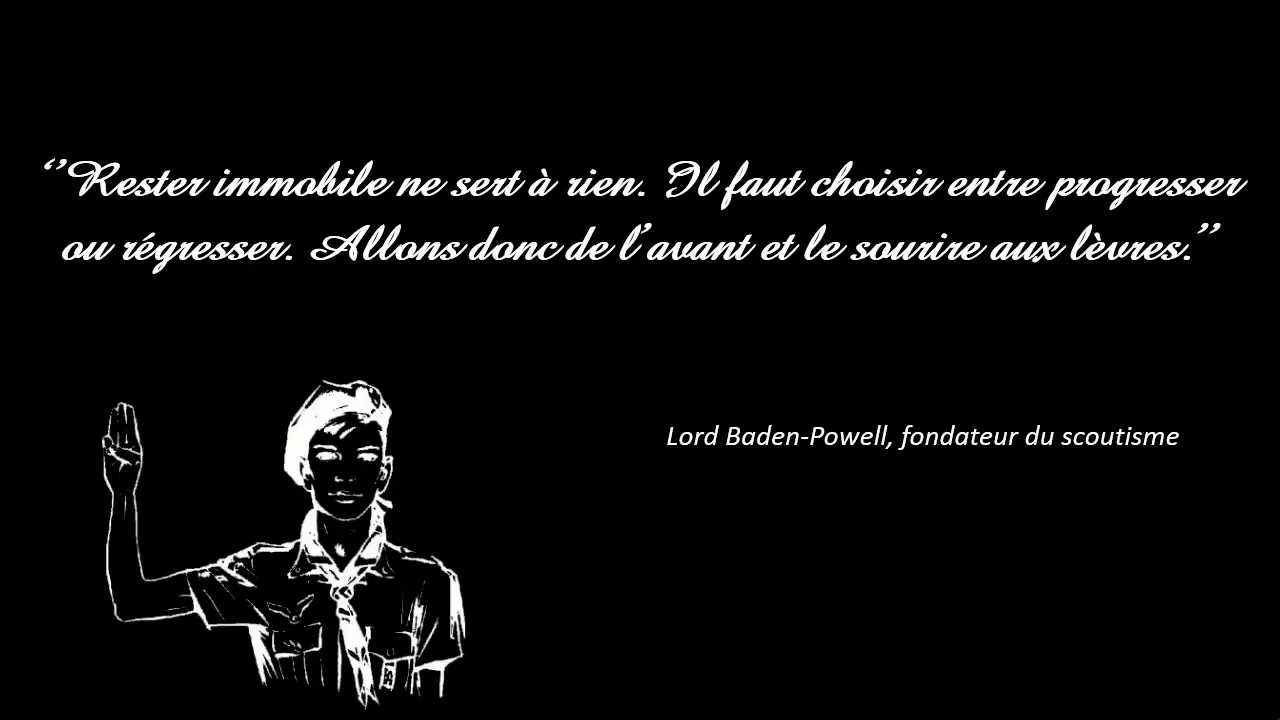 ‘’Rester immobile ne sert à rien. Il faut choisir entre progresser
ou régresser. Allons donc de l’avant et le sourire aux lèvres.’’
Lord Baden-Powell, fondateur du scoutisme